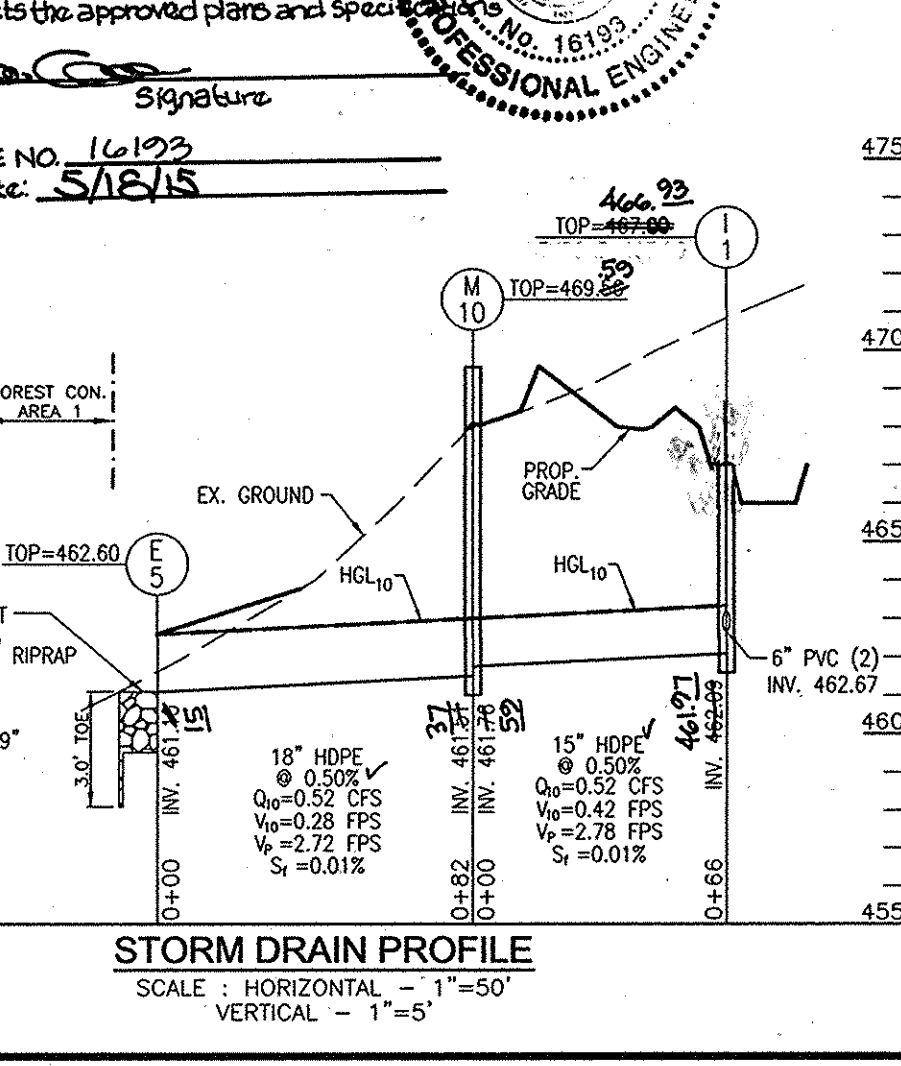 cts the approved plans and specifications
Signature
E NO. 16193
te: 5/18/15
No. 16193
PROFESSIONAL ENGINEER
475
466.93
TOP=467.00
I
1
.59
TOP=469.
M
10
470
OREST CON.
AREA 1
EX. GROUND
PROP.
GRADE
465
TOP=462.60
E
5
HGL10
HGL10
T
RIPRAP
6" PVC (2)
INV. 462.67
9"
3.0' TOE
INV. 461.
15
37
INV. 461.
INV. 461.78
52
461.97
INV. 462.09
460
18" HDPE
@ 0.50% ✓
Q10=0.52 CFS
V10=0.28 FPS
VP=2.72 FPS
Sf=0.01%
15" HDPE ✓
@ 0.50%
Q10=0.52 CFS
V10=0.42 FPS
VP=2.78 FPS
Sf=0.01%
0+00
0+82
0+00
0+66
455
STORM DRAIN PROFILE
SCALE : HORIZONTAL - 1"=50'
VERTICAL - 1"=5'